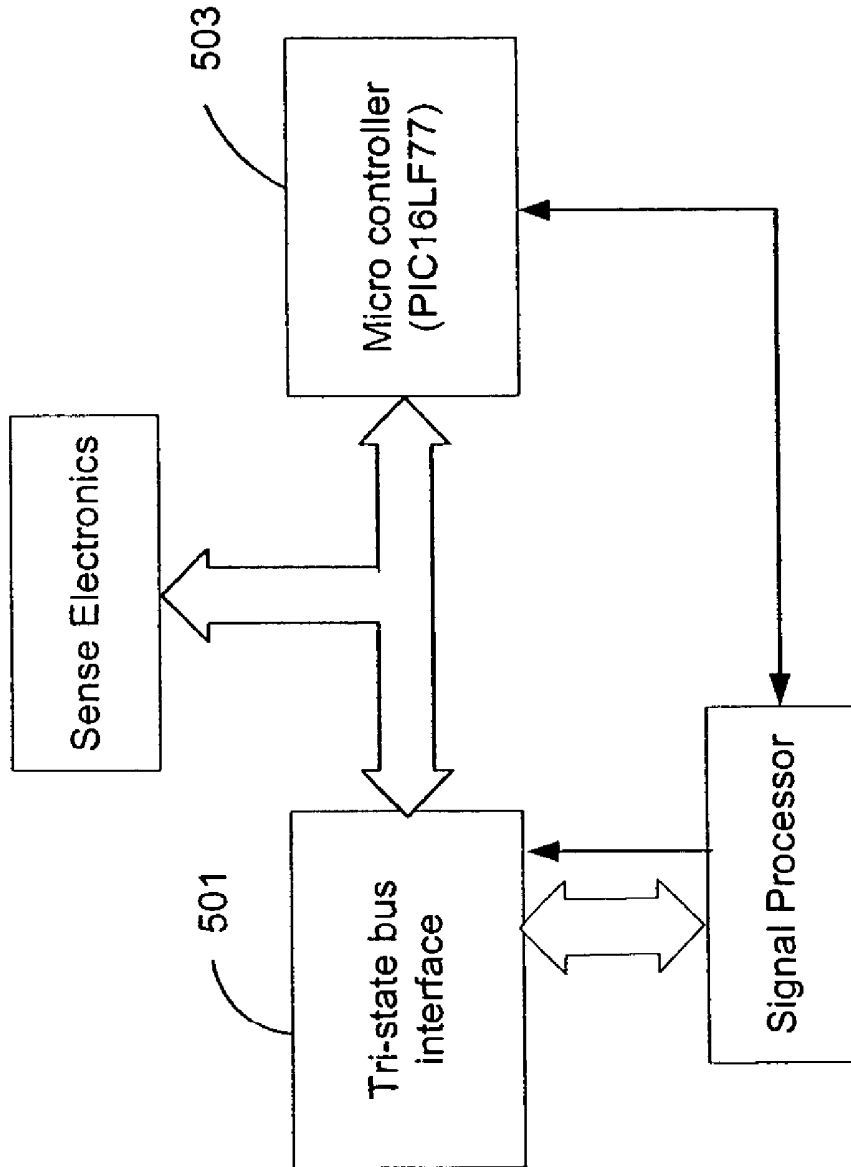 Sense Electronics
501
503
Tri-state bus
interface
Micro controller
(PIC16LF77)
Signal Processor